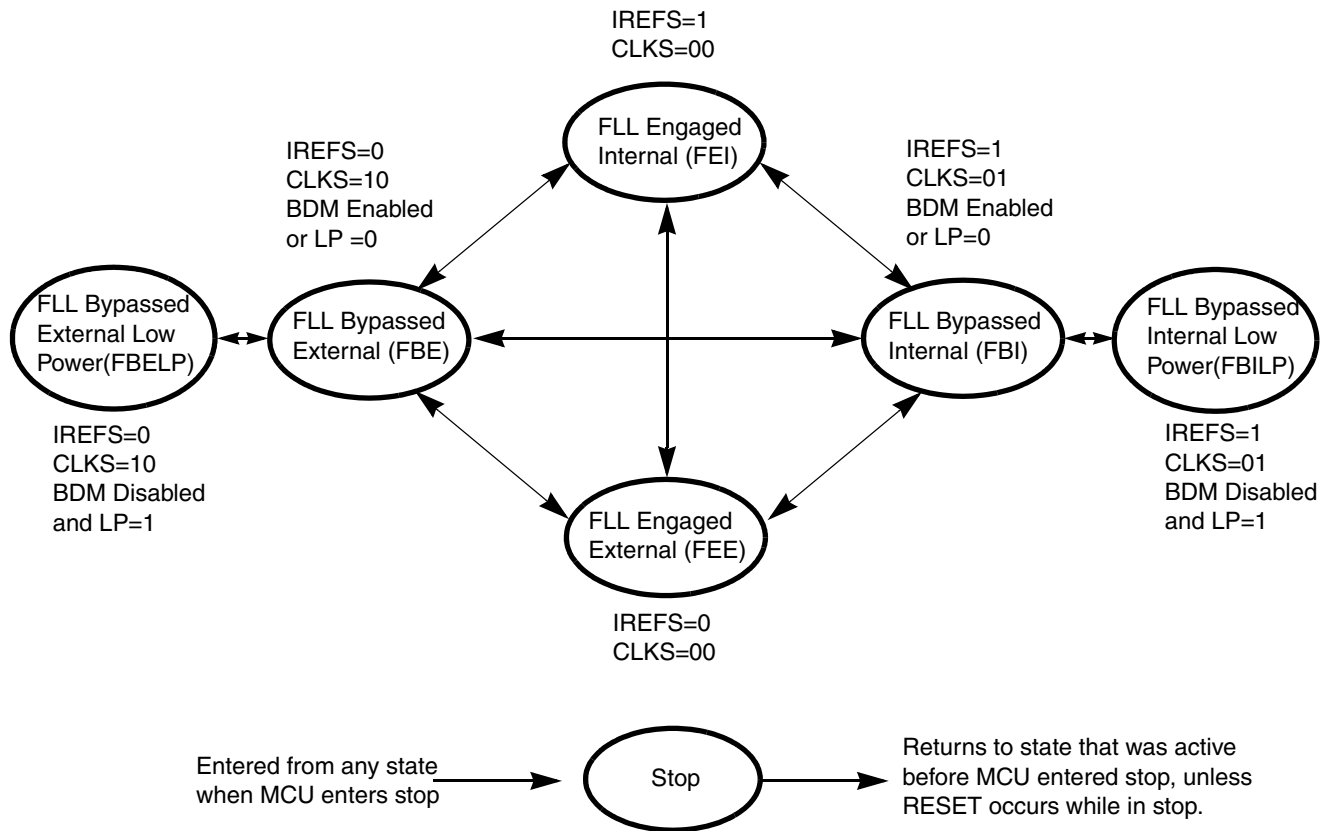 IREFS=1
CLKS=00
FLL Engaged
Internal (FEI)
IREFS=0
CLKS=10
BDM Enabled
or LP =0
IREFS=1
CLKS=01
BDM Enabled
or LP=0
FLL Bypassed
External Low
Power(FBELP)
FLL Bypassed
External (FBE)
FLL Bypassed
Internal (FBI)
FLL Bypassed
Internal Low
Power(FBILP)
IREFS=0
CLKS=10
BDM Disabled
and LP=1
IREFS=1
CLKS=01
BDM Disabled
and LP=1
FLL Engaged
External (FEE)
IREFS=0
CLKS=00
Entered from any state
when MCU enters stop
Stop
Returns to state that was active
before MCU entered stop, unless
RESET occurs while in stop.